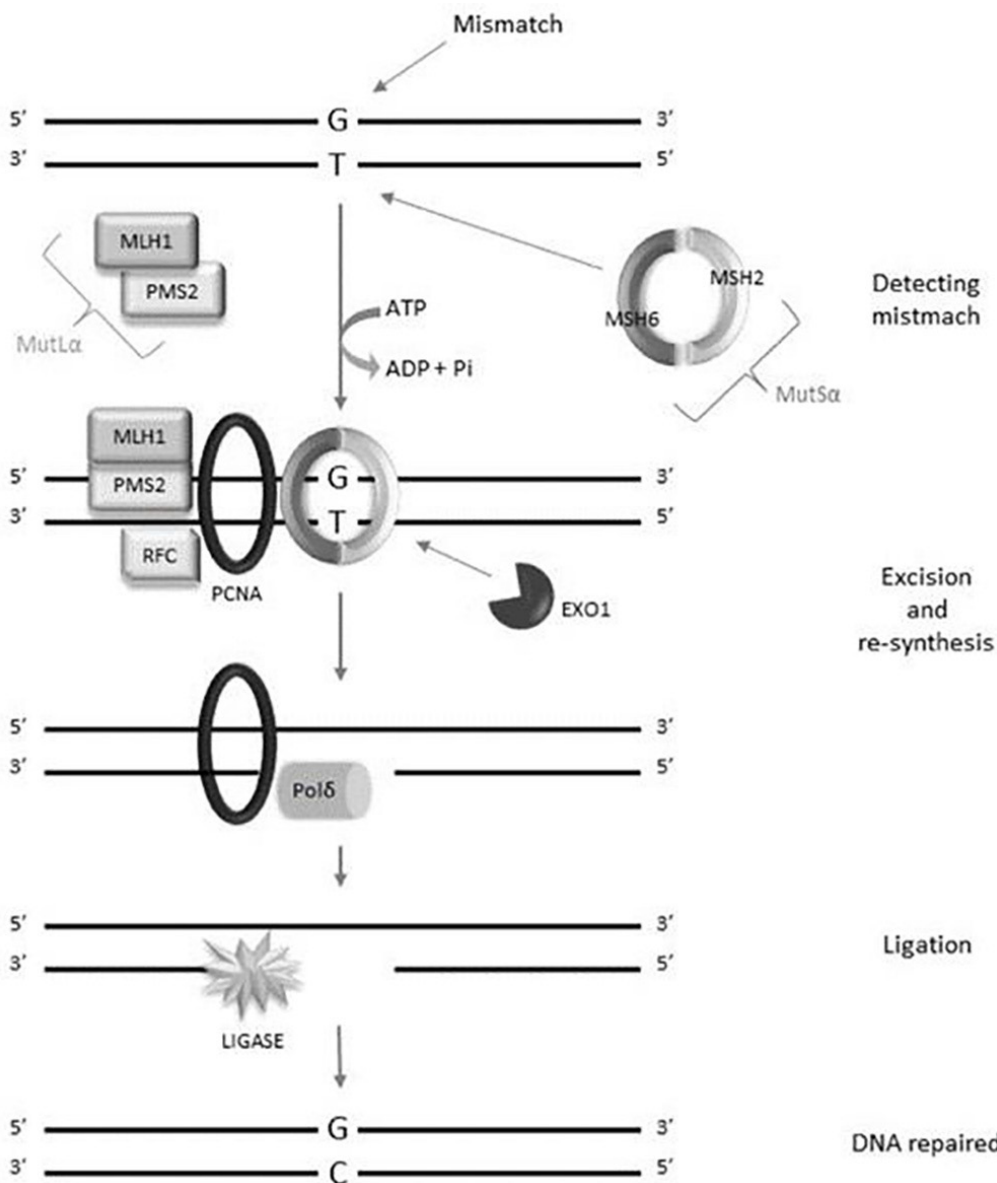 Mismatch
5′ G 3′
3′ T 5′
MLH1
PMS2
MutLα
ATP
ADP + Pi
MSH2
MSH6
MutSα
Detecting
mistmach
MLH1
5′ PMS2 G 3′
3′ T 5′
RFC
PCNA
EXO1
Excision
and
re-synthesis
5′ 3′
3′ 5′
Polδ
5′ 3′
3′ 5′
LIGASE
Ligation
5′ G 3′
3′ C 5′
DNA repaired